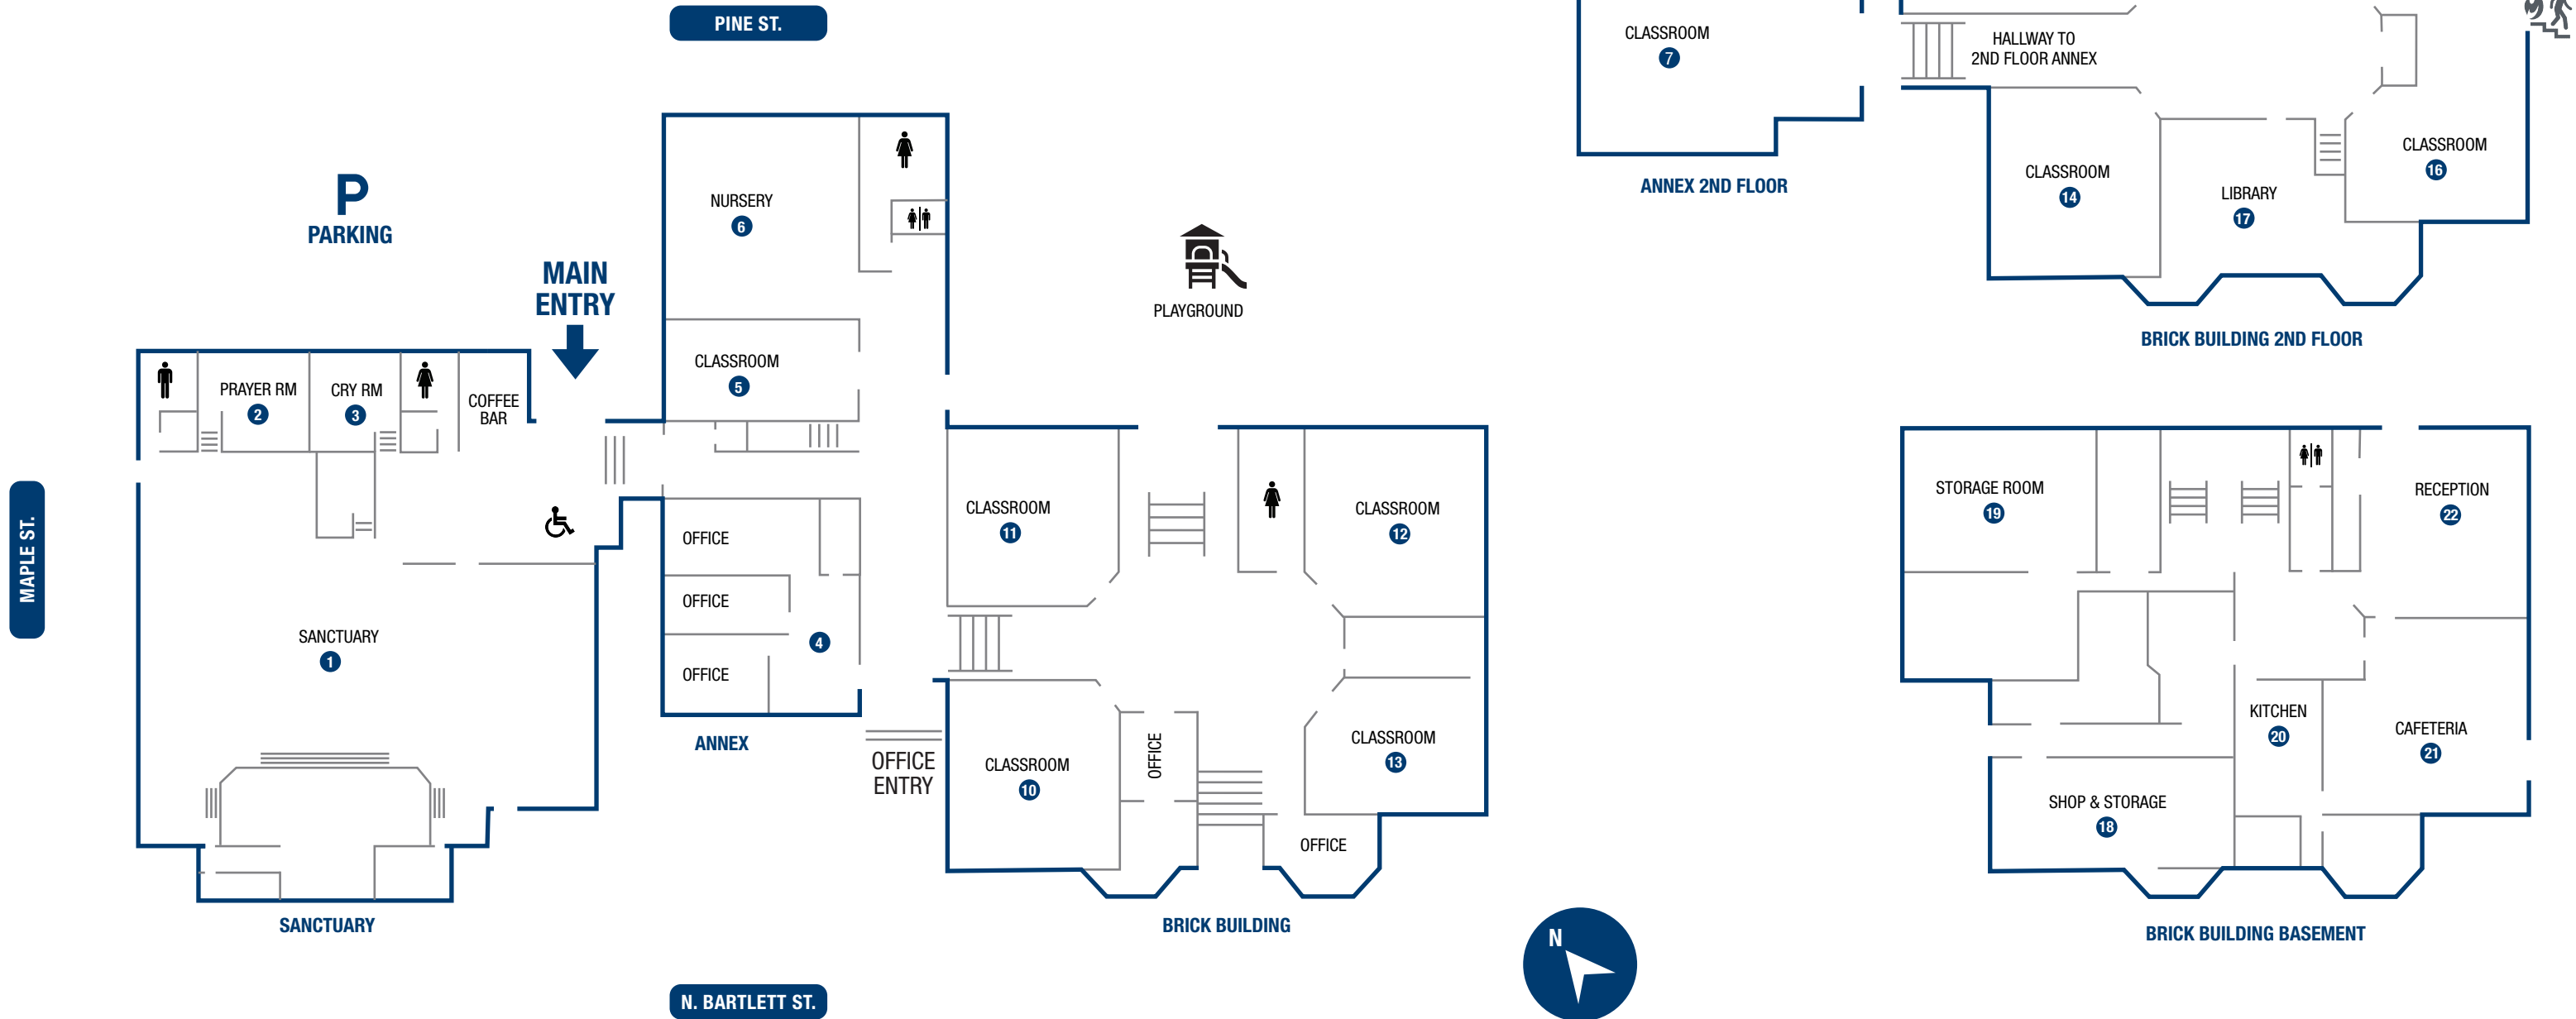 PINE ST.
CLASSROOM
7
HALLWAY TO
2ND FLOOR ANNEX
CLASSROOM
14
LIBRARY
17
CLASSROOM
16
ANNEX 2ND FLOOR
BRICK BUILDING 2ND FLOOR
P
PARKING
MAIN
ENTRY
NURSERY
6
CLASSROOM
5
PLAYGROUND
PRAYER RM
2
CRY RM
3
COFFEE
BAR
MAPLE ST.
SANCTUARY
1
SANCTUARY
OFFICE
OFFICE
OFFICE
4
ANNEX
OFFICE
ENTRY
CLASSROOM
11
CLASSROOM
12
CLASSROOM
10
OFFICE
CLASSROOM
13
OFFICE
BRICK BUILDING
STORAGE ROOM
19
RECEPTION
22
KITCHEN
20
CAFETERIA
21
SHOP & STORAGE
18
BRICK BUILDING BASEMENT
N
N. BARTLETT ST.